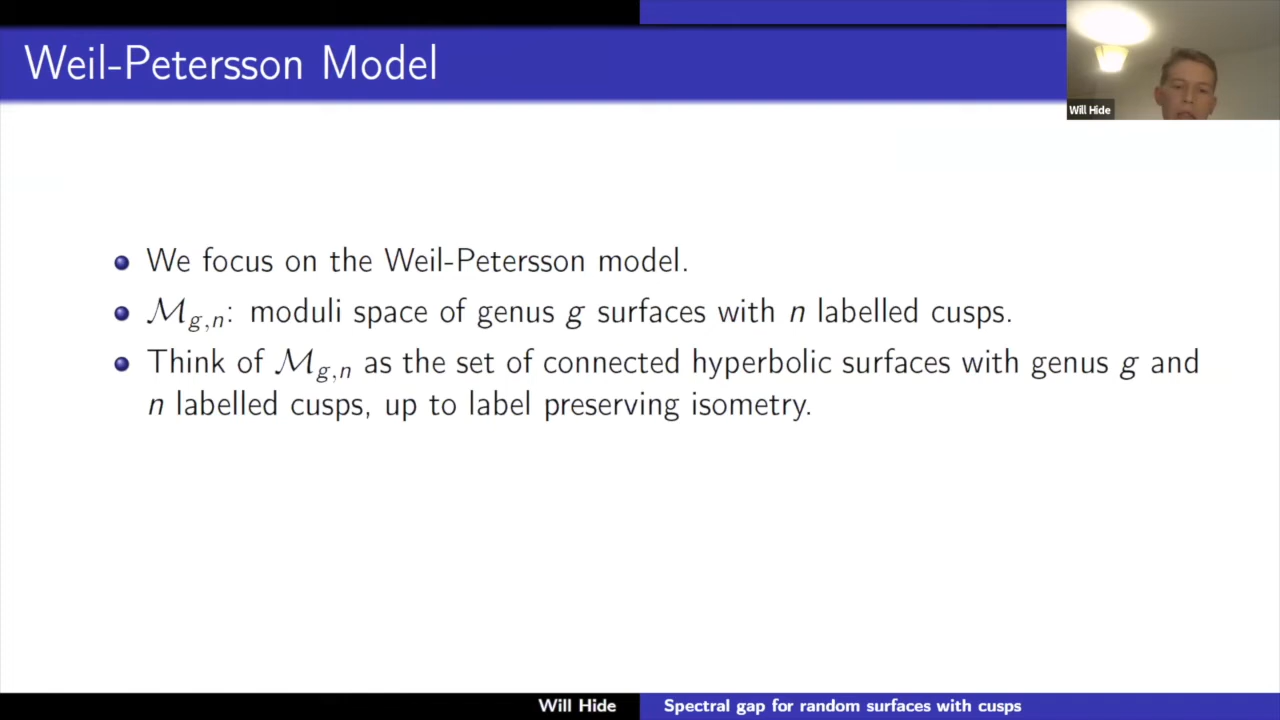 Weil-Petersson Model
Will Hide
We focus on the Weil-Petersson model.
$\mathcal{M}_{g,n}$: moduli space of genus $g$ surfaces with $n$ labelled cusps.
Think of $\mathcal{M}_{g,n}$ as the set of connected hyperbolic surfaces with genus $g$ and
$n$ labelled cusps, up to label preserving isometry.
Will Hide
Spectral gap for random surfaces with cusps